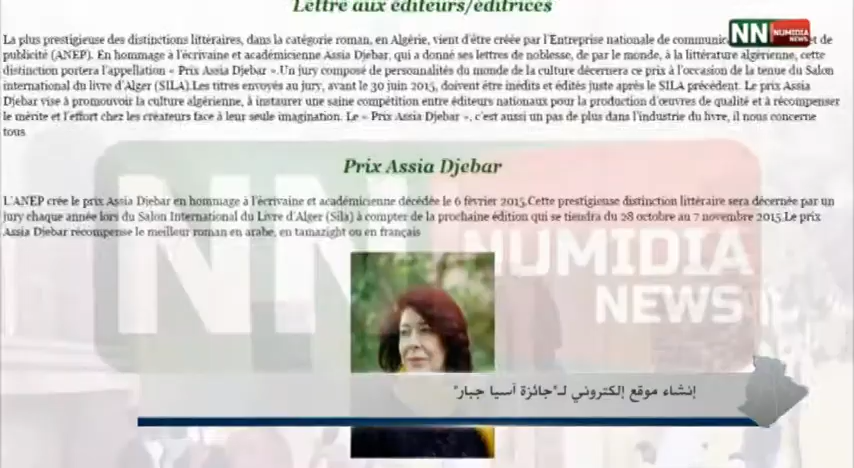 Lettre aux éditeurs/éditrices
NN NUMIDIA NEWS
La plus prestigieuse des distinctions littéraires, dans la catégorie roman, en Algérie, vient d'être créée par l'Entreprise nationale de communic et de
publicité (ANEP). En hommage à l'écrivaine et académicienne Assia Djebar, qui a donné ses lettres de noblesse, de par le monde, à la littérature algérienne, cette
distinction portera l'appellation « Prix Assia Djebar ».Un jury composé de personnalités du monde de la culture décernera ce prix à l'occasion de la tenue du Salon
international du livre d'Alger (SILA).Les titres envoyés au jury, avant le 30 juin 2015, doivent être inédits et édités juste après le SILA précédent. Le prix Assia
Djebar vise à promouvoir la culture algérienne, à instaurer une saine compétition entre éditeurs nationaux pour la production d'œuvres de qualité et à récompenser
le mérite et l'effort chez les créateurs face à leur seule imagination. Le « Prix Assia Djebar », c'est aussi un pas de plus dans l'industrie du livre, il nous concerne
tous
Prix Assia Djebar
L'ANEP crée le prix Assia Djebar en hommage à l'écrivaine et académicienne décédée le 6 février 2015.Cette prestigieuse distinction littéraire sera décernée par un
jury chaque année lors du Salon International du Livre d'Alger (Sila) à compter de la prochaine édition qui se tiendra du 28 octobre au 7 novembre 2015.Le prix
Assia Djebar récompense le meilleur roman en arabe, en tamazight ou en français
NN NUMIDIA
NEWS
إنشاء موقع إلكتروني لـ"جائزة آسيا جبار"